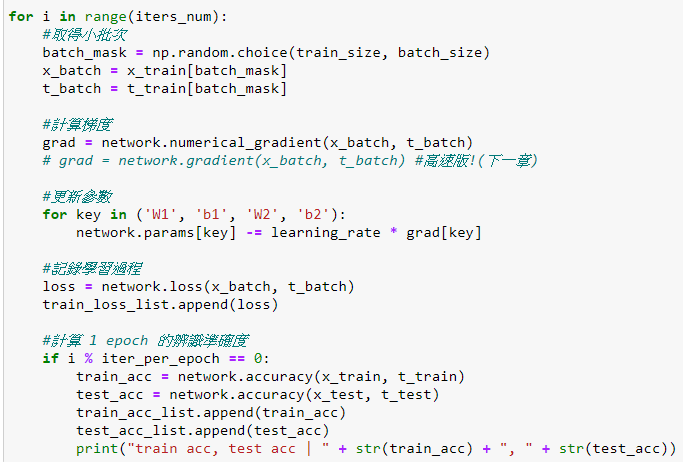 for i in range(iters_num):
    #取得小批次
    batch_mask = np.random.choice(train_size, batch_size)
    x_batch = x_train[batch_mask]
    t_batch = t_train[batch_mask]

    #計算梯度
    grad = network.numerical_gradient(x_batch, t_batch)
    # grad = network.gradient(x_batch, t_batch) #高速版!(下一章)

    #更新參數
    for key in ('W1', 'b1', 'W2', 'b2'):
        network.params[key] -= learning_rate * grad[key]

    #記錄學習過程
    loss = network.loss(x_batch, t_batch)
    train_loss_list.append(loss)

    #計算 1 epoch 的辨識準確度
    if i % iter_per_epoch == 0:
        train_acc = network.accuracy(x_train, t_train)
        test_acc = network.accuracy(x_test, t_test)
        train_acc_list.append(train_acc)
        test_acc_list.append(test_acc)
        print("train acc, test acc | " + str(train_acc) + ", " + str(test_acc))